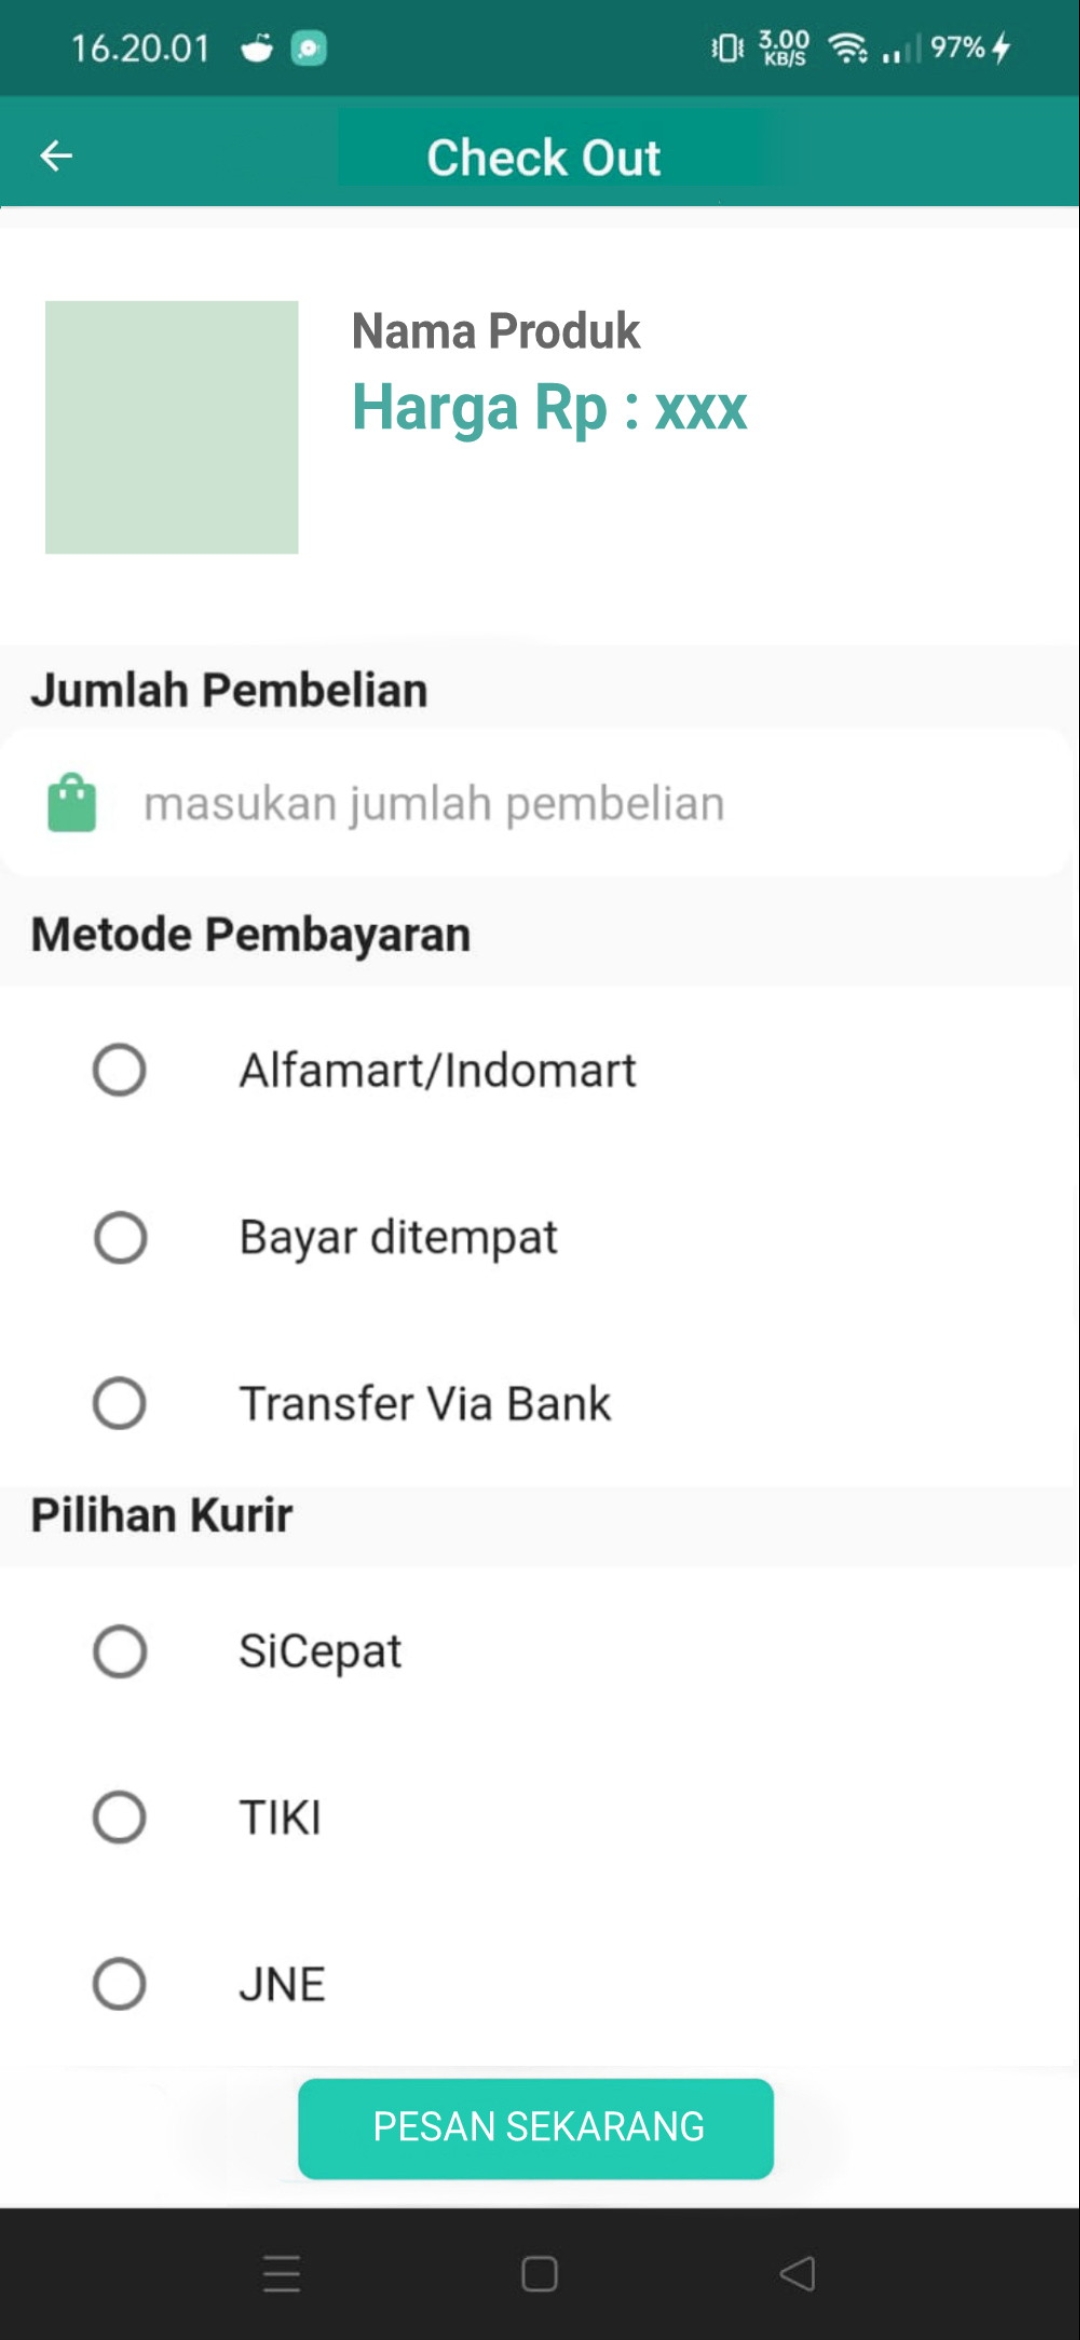 16.20.01 3.00 KB/S 97%
Check Out
Nama Produk
Harga Rp : xxx
Jumlah Pembelian
masukan jumlah pembelian
Metode Pembayaran
Alfamart/Indomart
Bayar ditempat
Transfer Via Bank
Pilihan Kurir
SiCepat
TIKI
JNE
PESAN SEKARANG